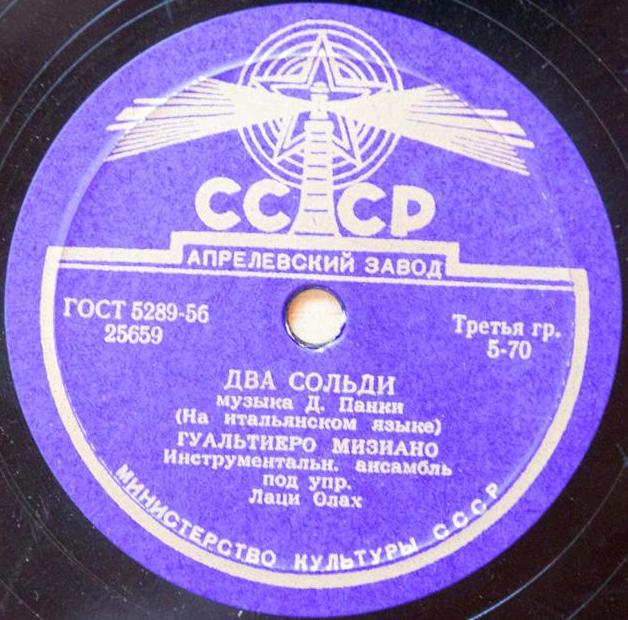 СССР
АПРЕЛЕВСКИЙ ЗАВОД
ГОСТ 5289-56
25659
Третья гр.
5-70
ДВА СОЛЬДИ
музыка Д. Панки
(На итальянском языке)
ГУАЛЬТИЕРО МИЗИАНО
Инструментальн. ансамбль
под упр.
Лаци Олах
МИНИСТЕРСТВО КУЛЬТУРЫ СССР